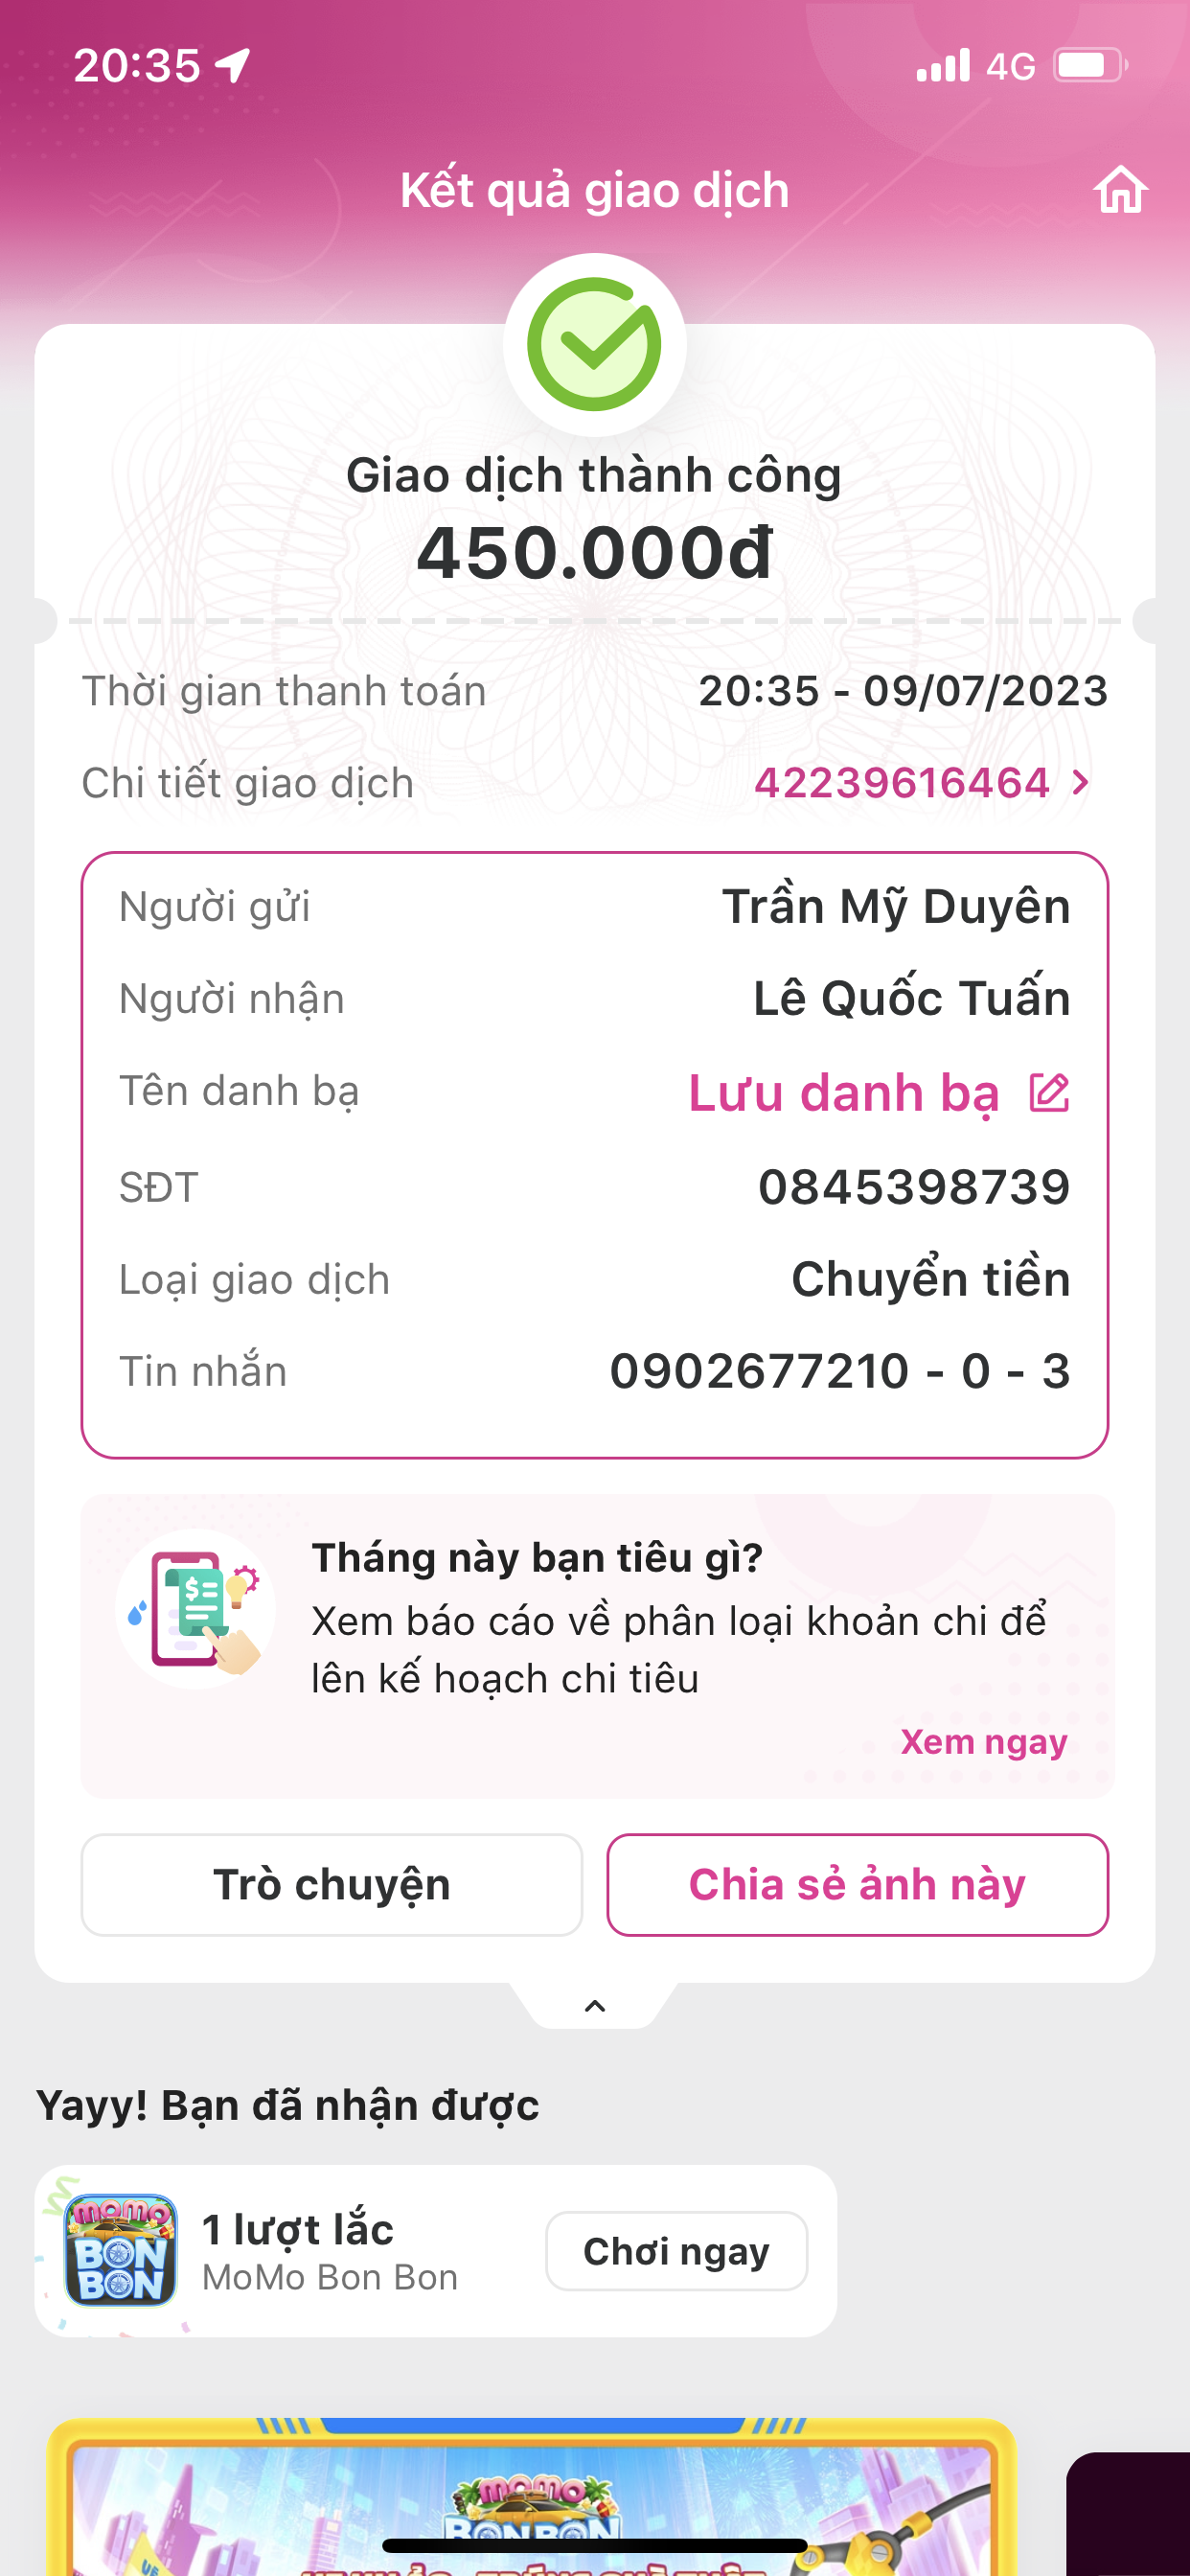 20:35
4G
Kết quả giao dịch
Giao dịch thành công
450.000đ
Thời gian thanh toán 20:35 - 09/07/2023
Chi tiết giao dịch 42239616464
Người gửi Trần Mỹ Duyên
Người nhận Lê Quốc Tuấn
Tên danh bạ Lưu danh bạ
SĐT 0845398739
Loại giao dịch Chuyển tiền
Tin nhắn 0902677210 - 0 - 3
Tháng này bạn tiêu gì?
Xem báo cáo về phân loại khoản chi để
lên kế hoạch chi tiêu
Xem ngay
Trò chuyện
Chia sẻ ảnh này
Yayy! Bạn đã nhận được
momo
BON
BON
1 lượt lắc
MoMo Bon Bon
Chơi ngay
momo
BONBON
VÉ